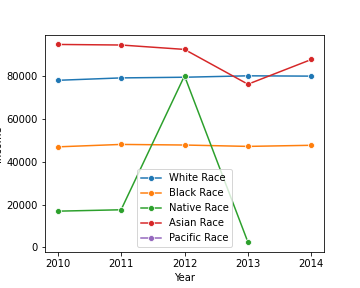 80000
60000
40000
20000
0
White Race
Black Race
Native Race
Asian Race
Pacific Race
2010 2011 2012 2013 2014
Year